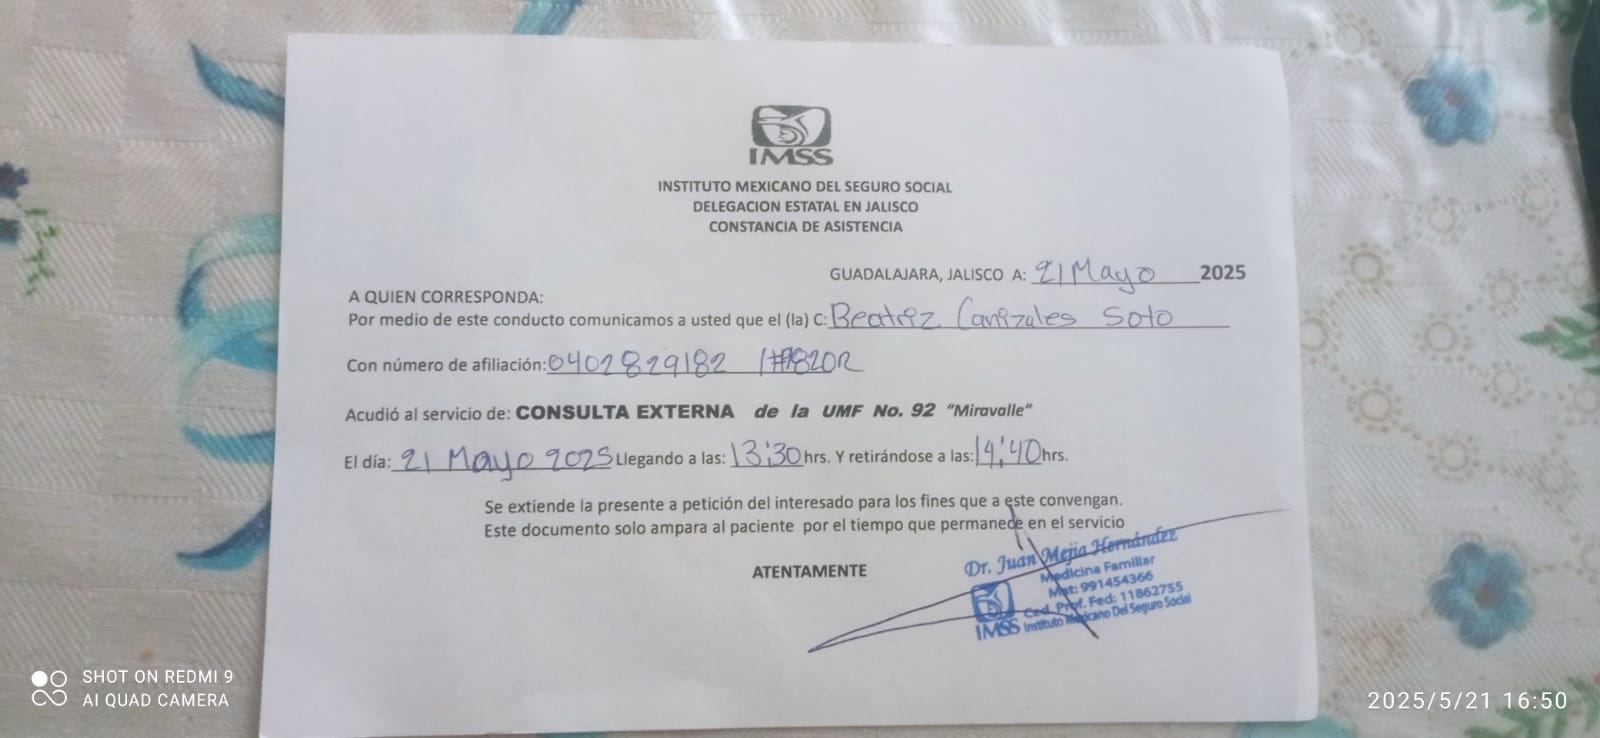 IMSS
INSTITUTO MEXICANO DEL SEGURO SOCIAL
DELEGACION ESTATAL EN JALISCO
CONSTANCIA DE ASISTENCIA
GUADALAJARA, JALISCO A: 21 Mayo 2025
A QUIEN CORRESPONDA:
Por medio de este conducto comunicamos a usted que el (la) C: Beatriz Canizales Soto
Con número de afiliación: 0402829182
Acudió al servicio de: CONSULTA EXTERNA de la UMF No. 92 "Miravalle"
El día: 21 Mayo 2025 Llegando a las: 13:30 hrs. Y retirándose a las: 14:40 hrs.
Se extiende la presente a petición del interesado para los fines que a este convengan.
Este documento solo ampara al paciente por el tiempo que permanece en el servicio
ATENTAMENTE
Dr. Juan Mejia Hernández
Medicina Familiar
Mat: 991454366
Ced. Prof. Fed: 11862755
IMSS Instituto Mexicano Del Seguro Social
SHOT ON REDMI 9
AI QUAD CAMERA
2025/5/21 16:50